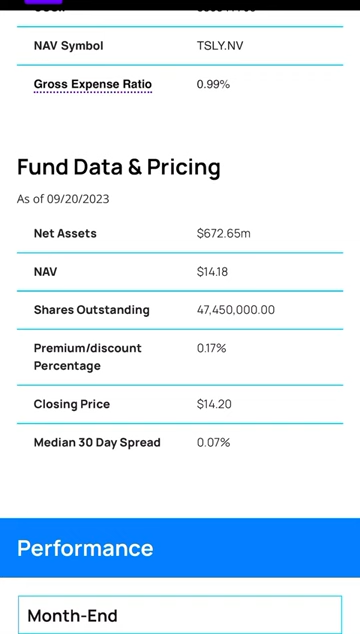 NAV Symbol TSLY.NV
Gross Expense Ratio 0.99%
Fund Data & Pricing
As of 09/20/2023
Net Assets $672.65m
NAV $14.18
Shares Outstanding 47,450,000.00
Premium/discount Percentage 0.17%
Closing Price $14.20
Median 30 Day Spread 0.07%
Performance
Month-End